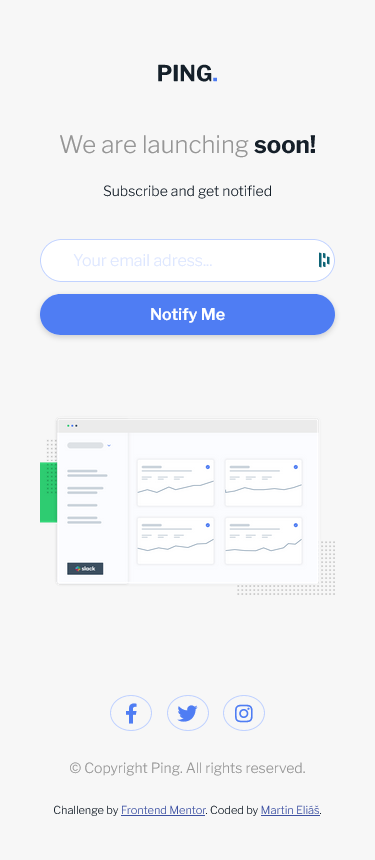 PING.
We are launching soon!
Subscribe and get notified
Your email adress...
Notify Me
slack
© Copyright Ping. All rights reserved.
Challenge by Frontend Mentor. Coded by Martin Eliáš.